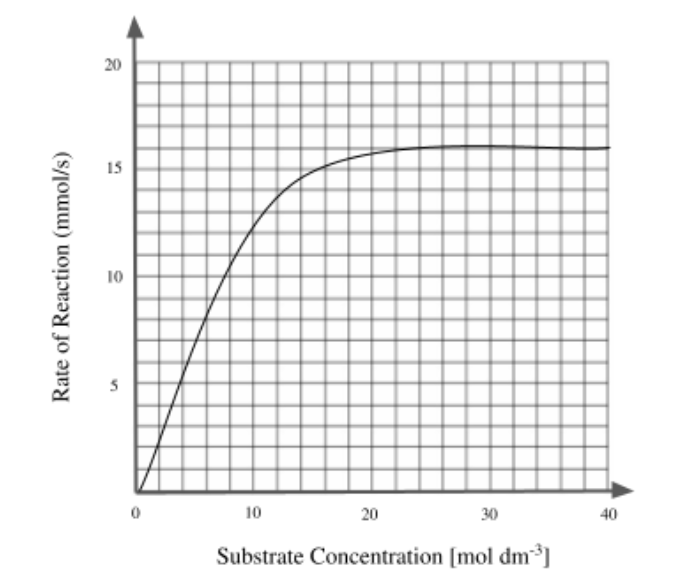 20
15
10
5
Rate of Reaction (mmol/s)
0 10 20 30 40
Substrate Concentration [mol dm⁻³]